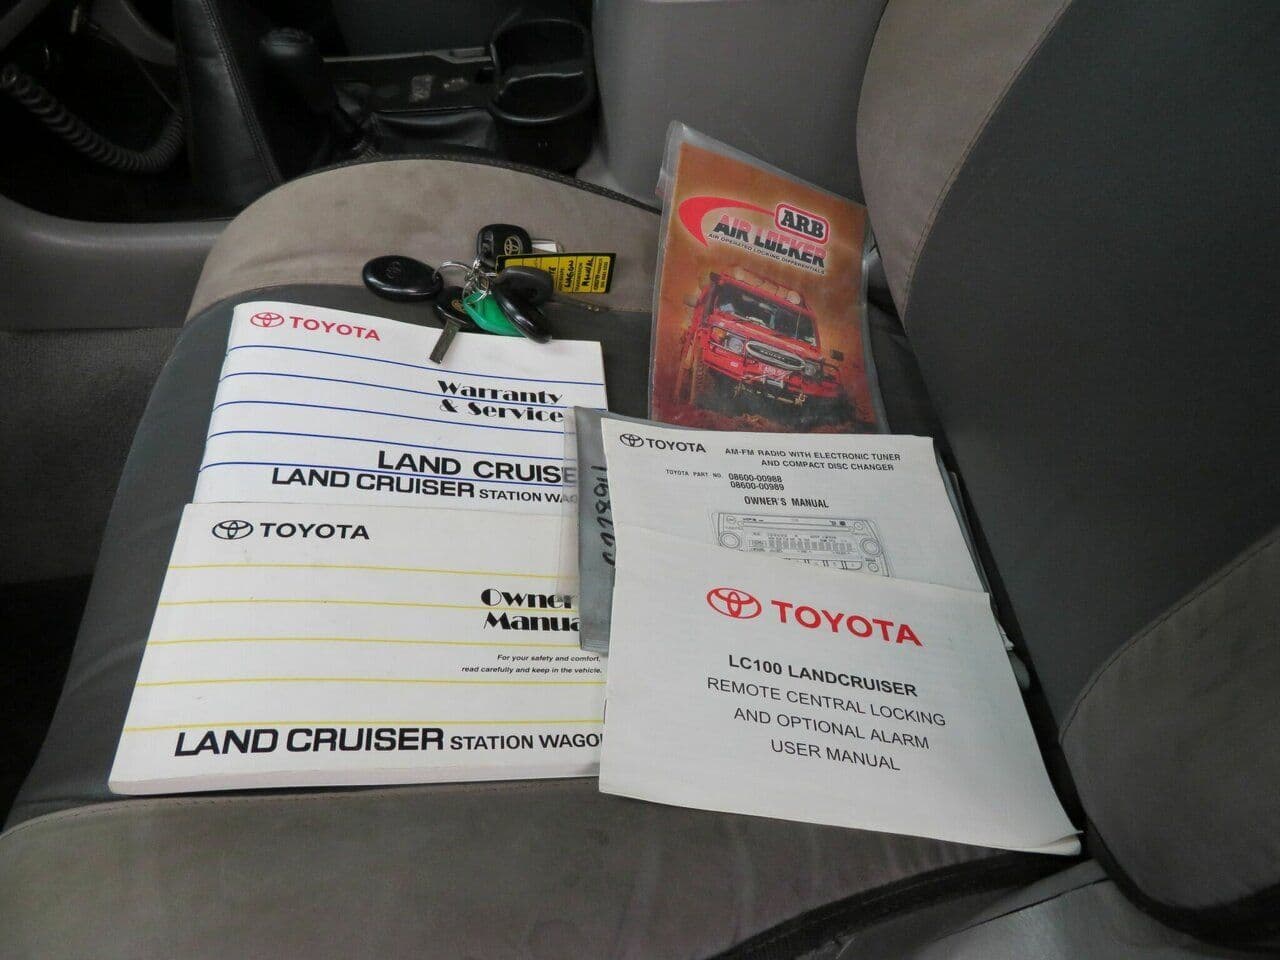 ARB
AIR LOCKER
AIR OPERATED LOCKING DIFFERENTIALS
TOYOTA
Warranty
& Service
LAND CRUISE
LAND CRUISER STATION WAG
TOYOTA
Owner
Manua
For your safety and comfort,
read carefully and keep in the vehicle.
LAND CRUISER STATION WAGO
TOYOTA
AM-FM RADIO WITH ELECTRONIC TUNER
AND COMPACT DISC CHANGER
TOYOTA PART NO. 08600-00988
08600-00989
OWNER'S MANUAL
TOYOTA
LC100 LANDCRUISER
REMOTE CENTRAL LOCKING
AND OPTIONAL ALARM
USER MANUAL